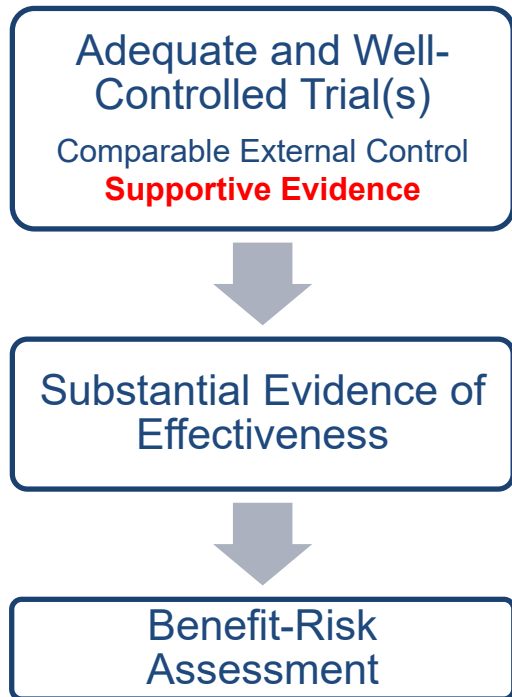 Adequate and Well-
Controlled Trial(s)
Comparable External Control
Supportive Evidence
Substantial Evidence of
Effectiveness
Benefit-Risk
Assessment